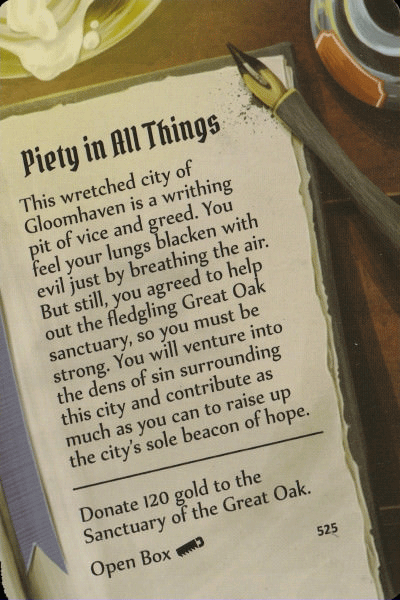 Piety in All Things
This wretched city of
Gloomhaven is a writhing
pit of vice and greed. You
feel your lungs blacken with
evil just by breathing the air.
But still, you agreed to help
out the fledgling Great Oak
sanctuary, so you must be
strong. You will venture into
the dens of sin surrounding
this city and contribute as
much as you can to raise up
the city's sole beacon of hope.
Donate 120 gold to the
Sanctuary of the Great Oak.
Open Box
525